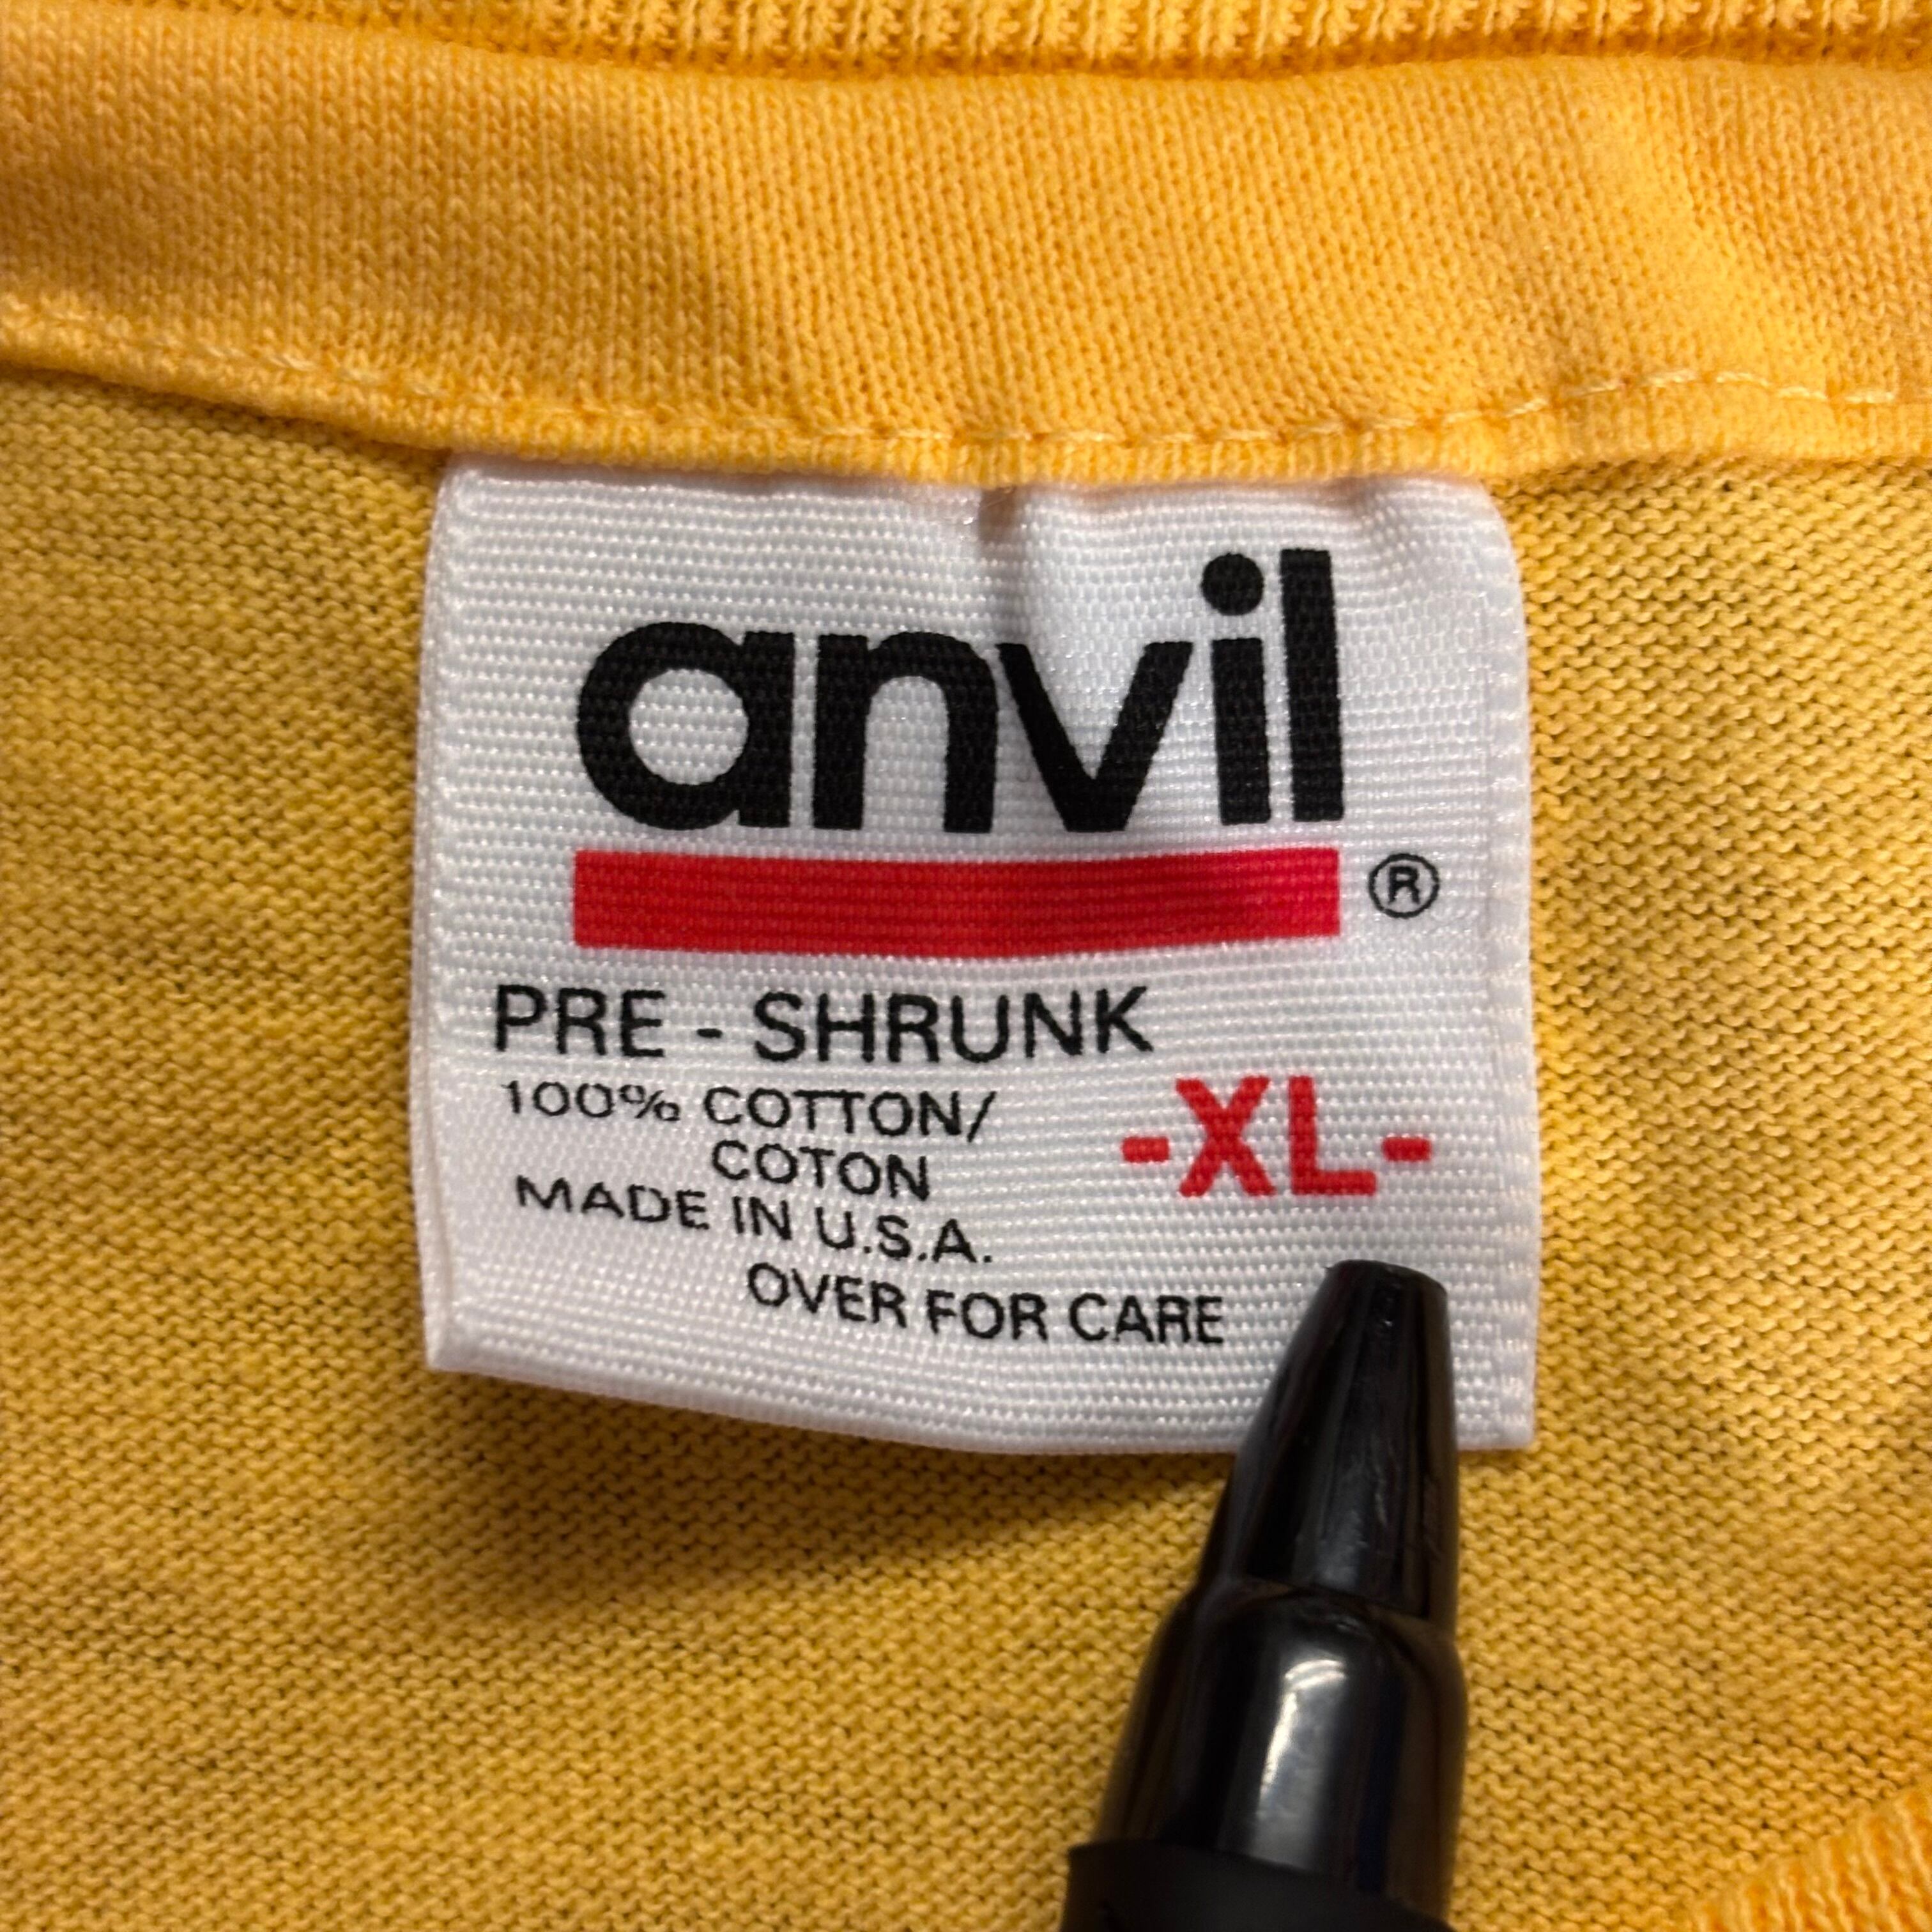 anvil
®
PRE - SHRUNK
100% COTTON/
COTON
-XL-
MADE IN U.S.A.
OVER FOR CARE